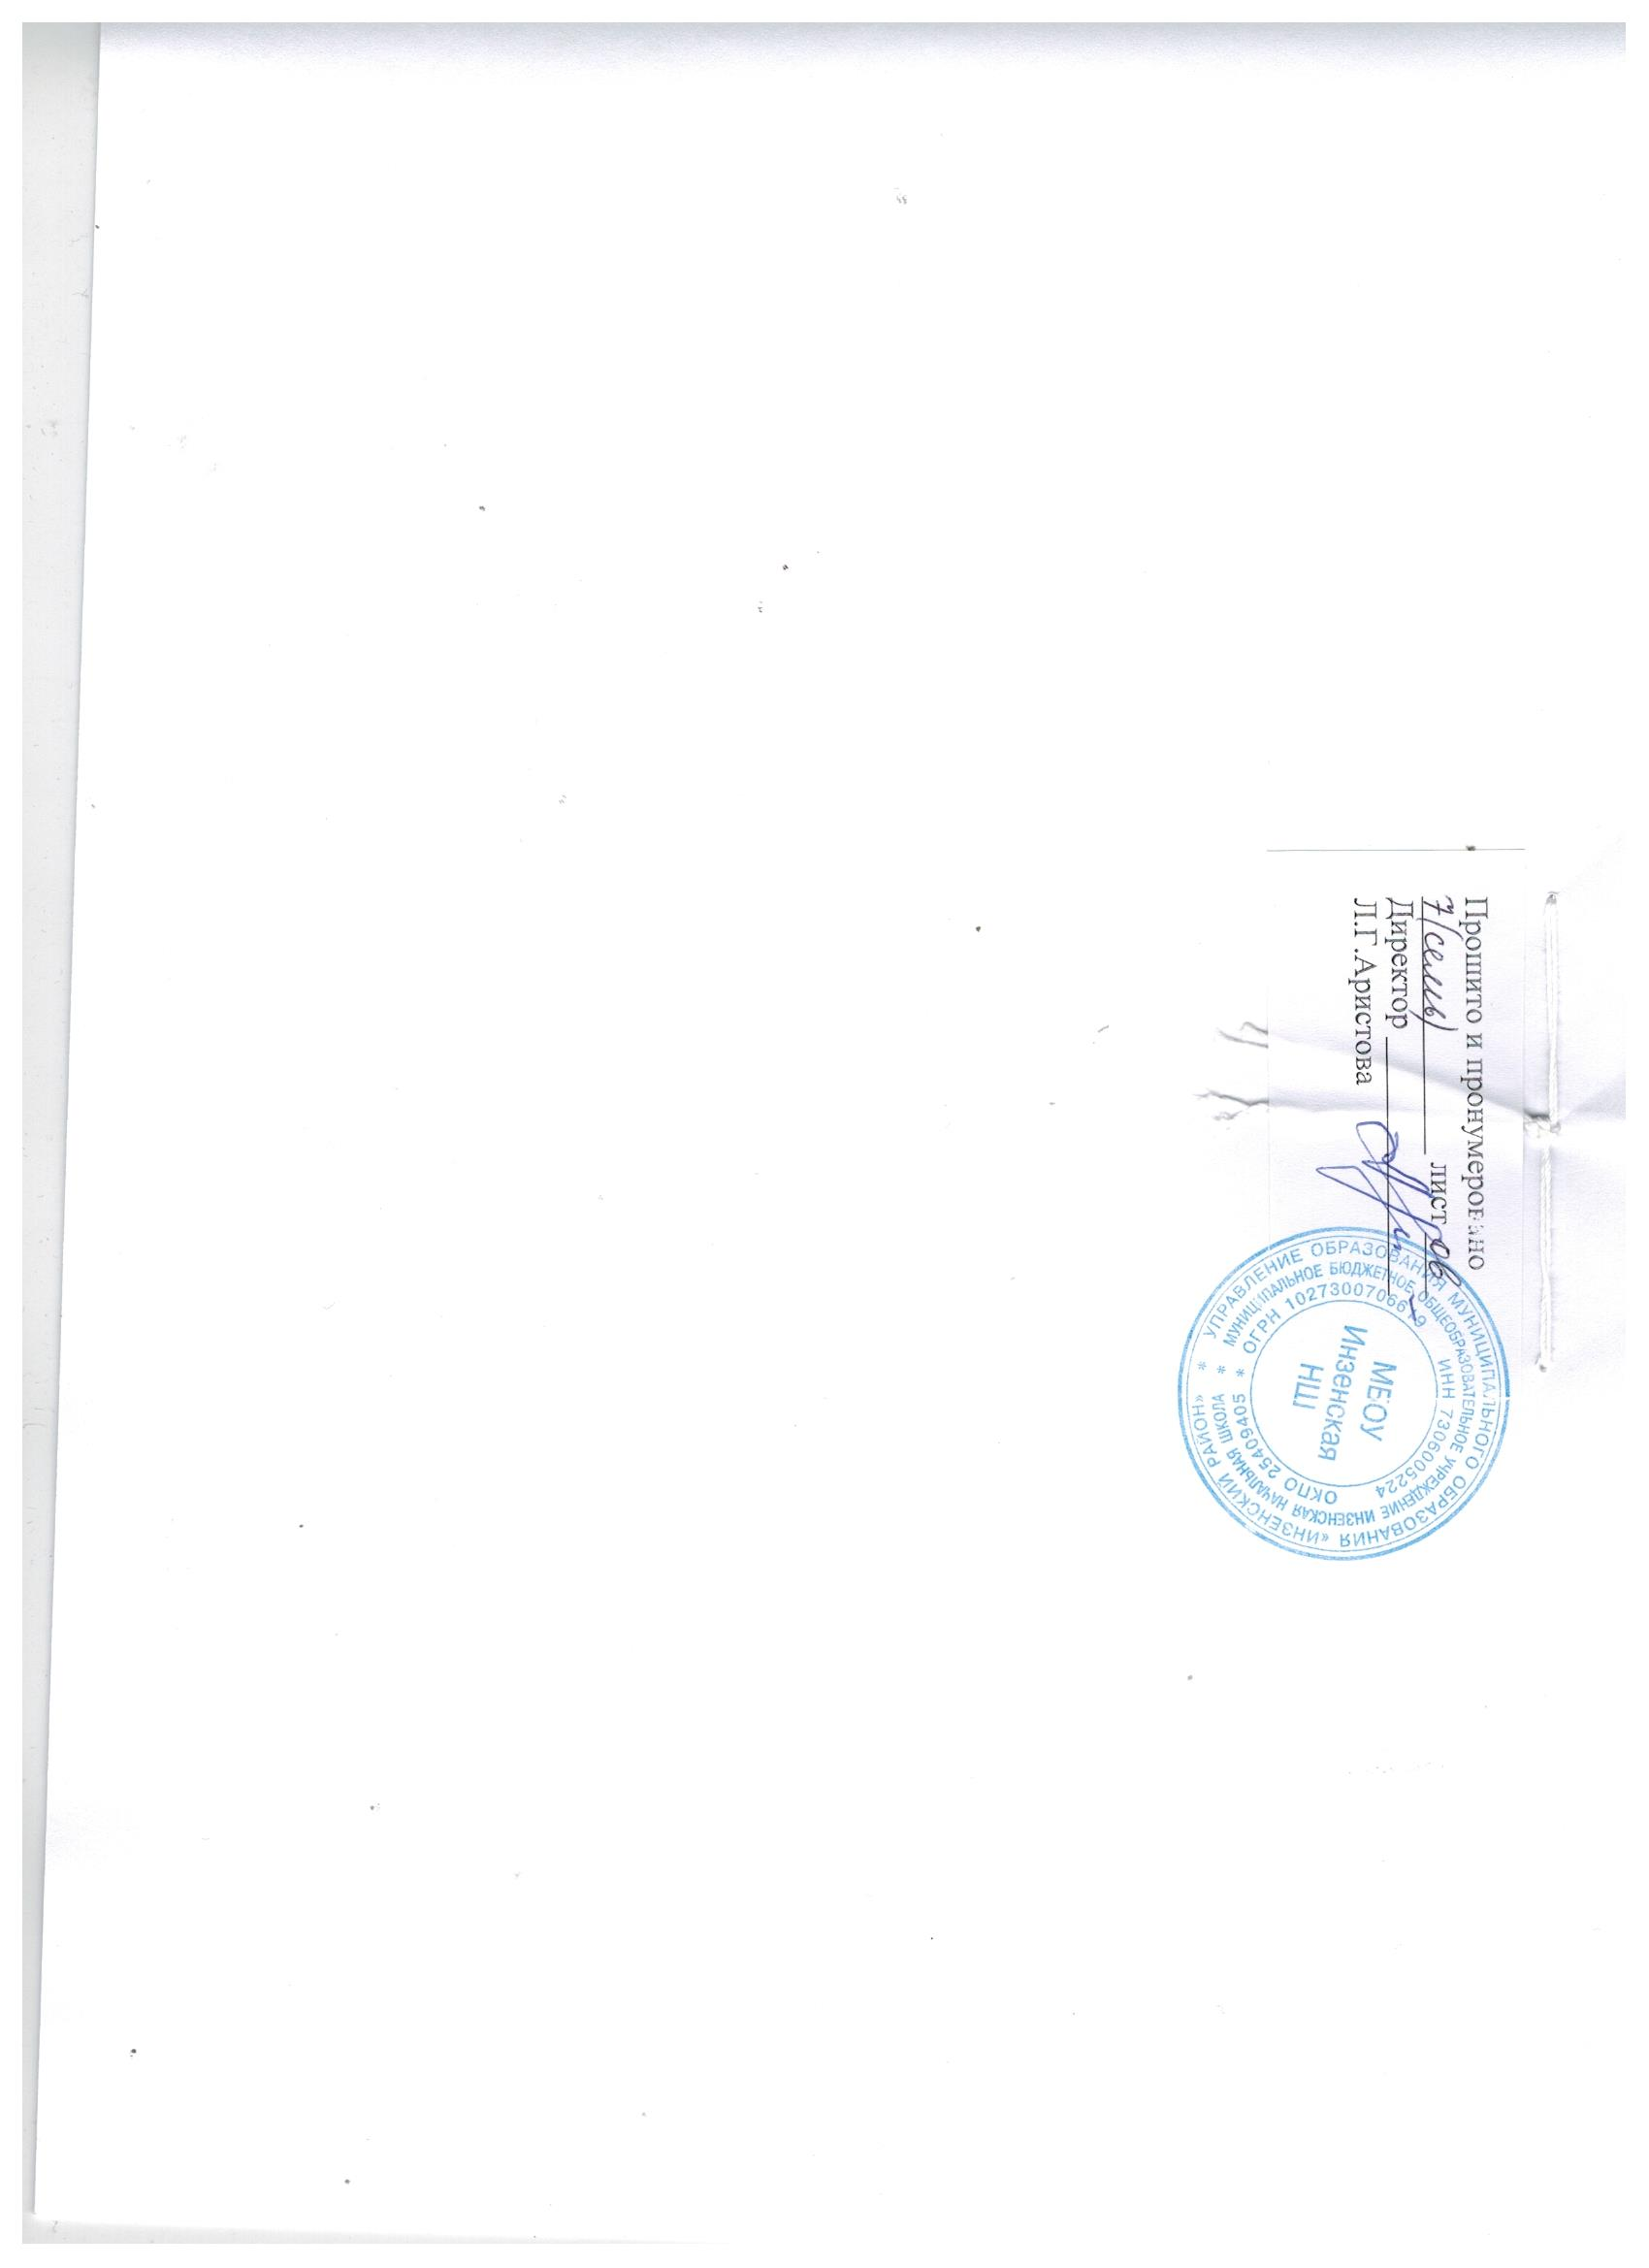 Прошито и пронумеровано
7(семь) листов
Директор
Л.Г.Аристова
* УПРАВЛЕНИЕ ОБРАЗОВАНИЯ МУНИЦИПАЛЬНОГО ОБРАЗОВАНИЯ «ИНЗЕНСКИЙ РАЙОН»
* МУНИЦИПАЛЬНОЕ БЮДЖЕТНОЕ ОБЩЕОБРАЗОВАТЕЛЬНОЕ УЧРЕЖДЕНИЕ ИНЗЕНСКАЯ НАЧАЛЬНАЯ ШКОЛА
* ОГРН 1027300706619 ИНН 7306005224 ОКПО 25409405
МБОУ
Инзенская
НШ